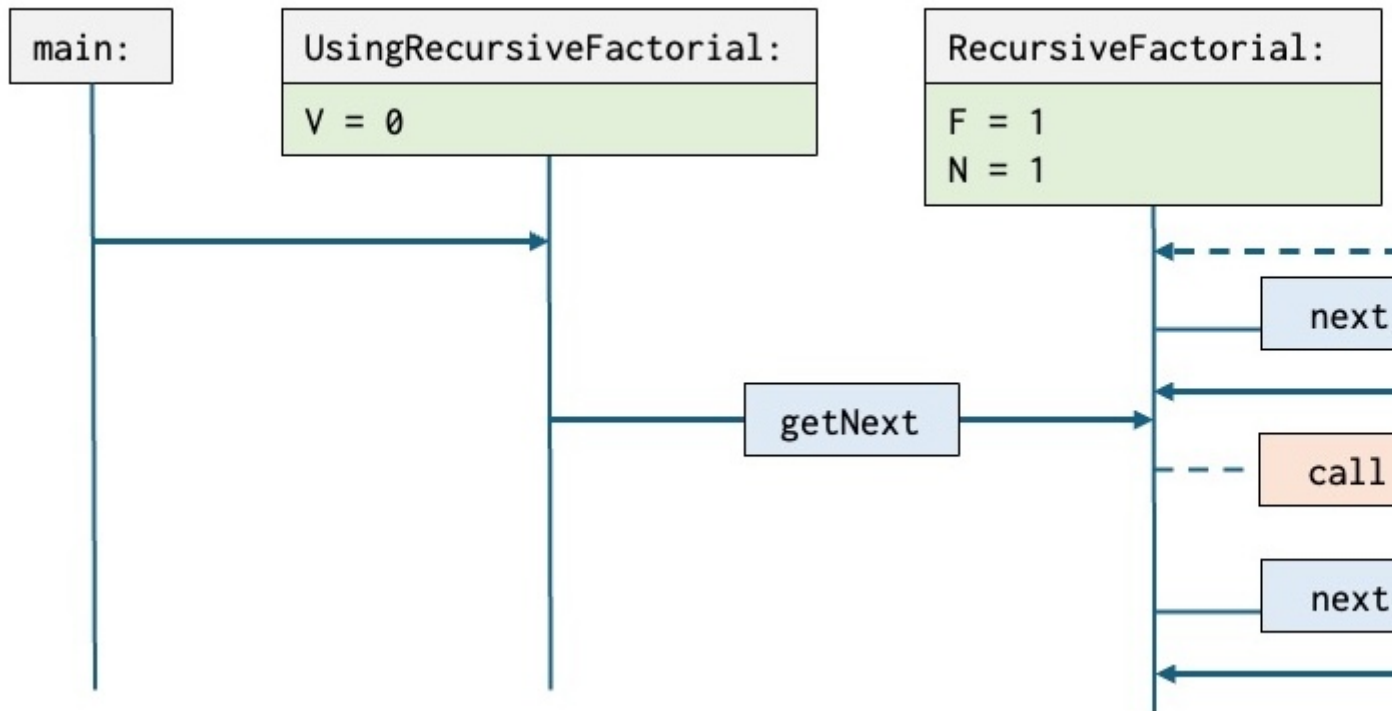 main:
UsingRecursiveFactorial:
V = 0
RecursiveFactorial:
F = 1
N = 1
next
getNext
call
next